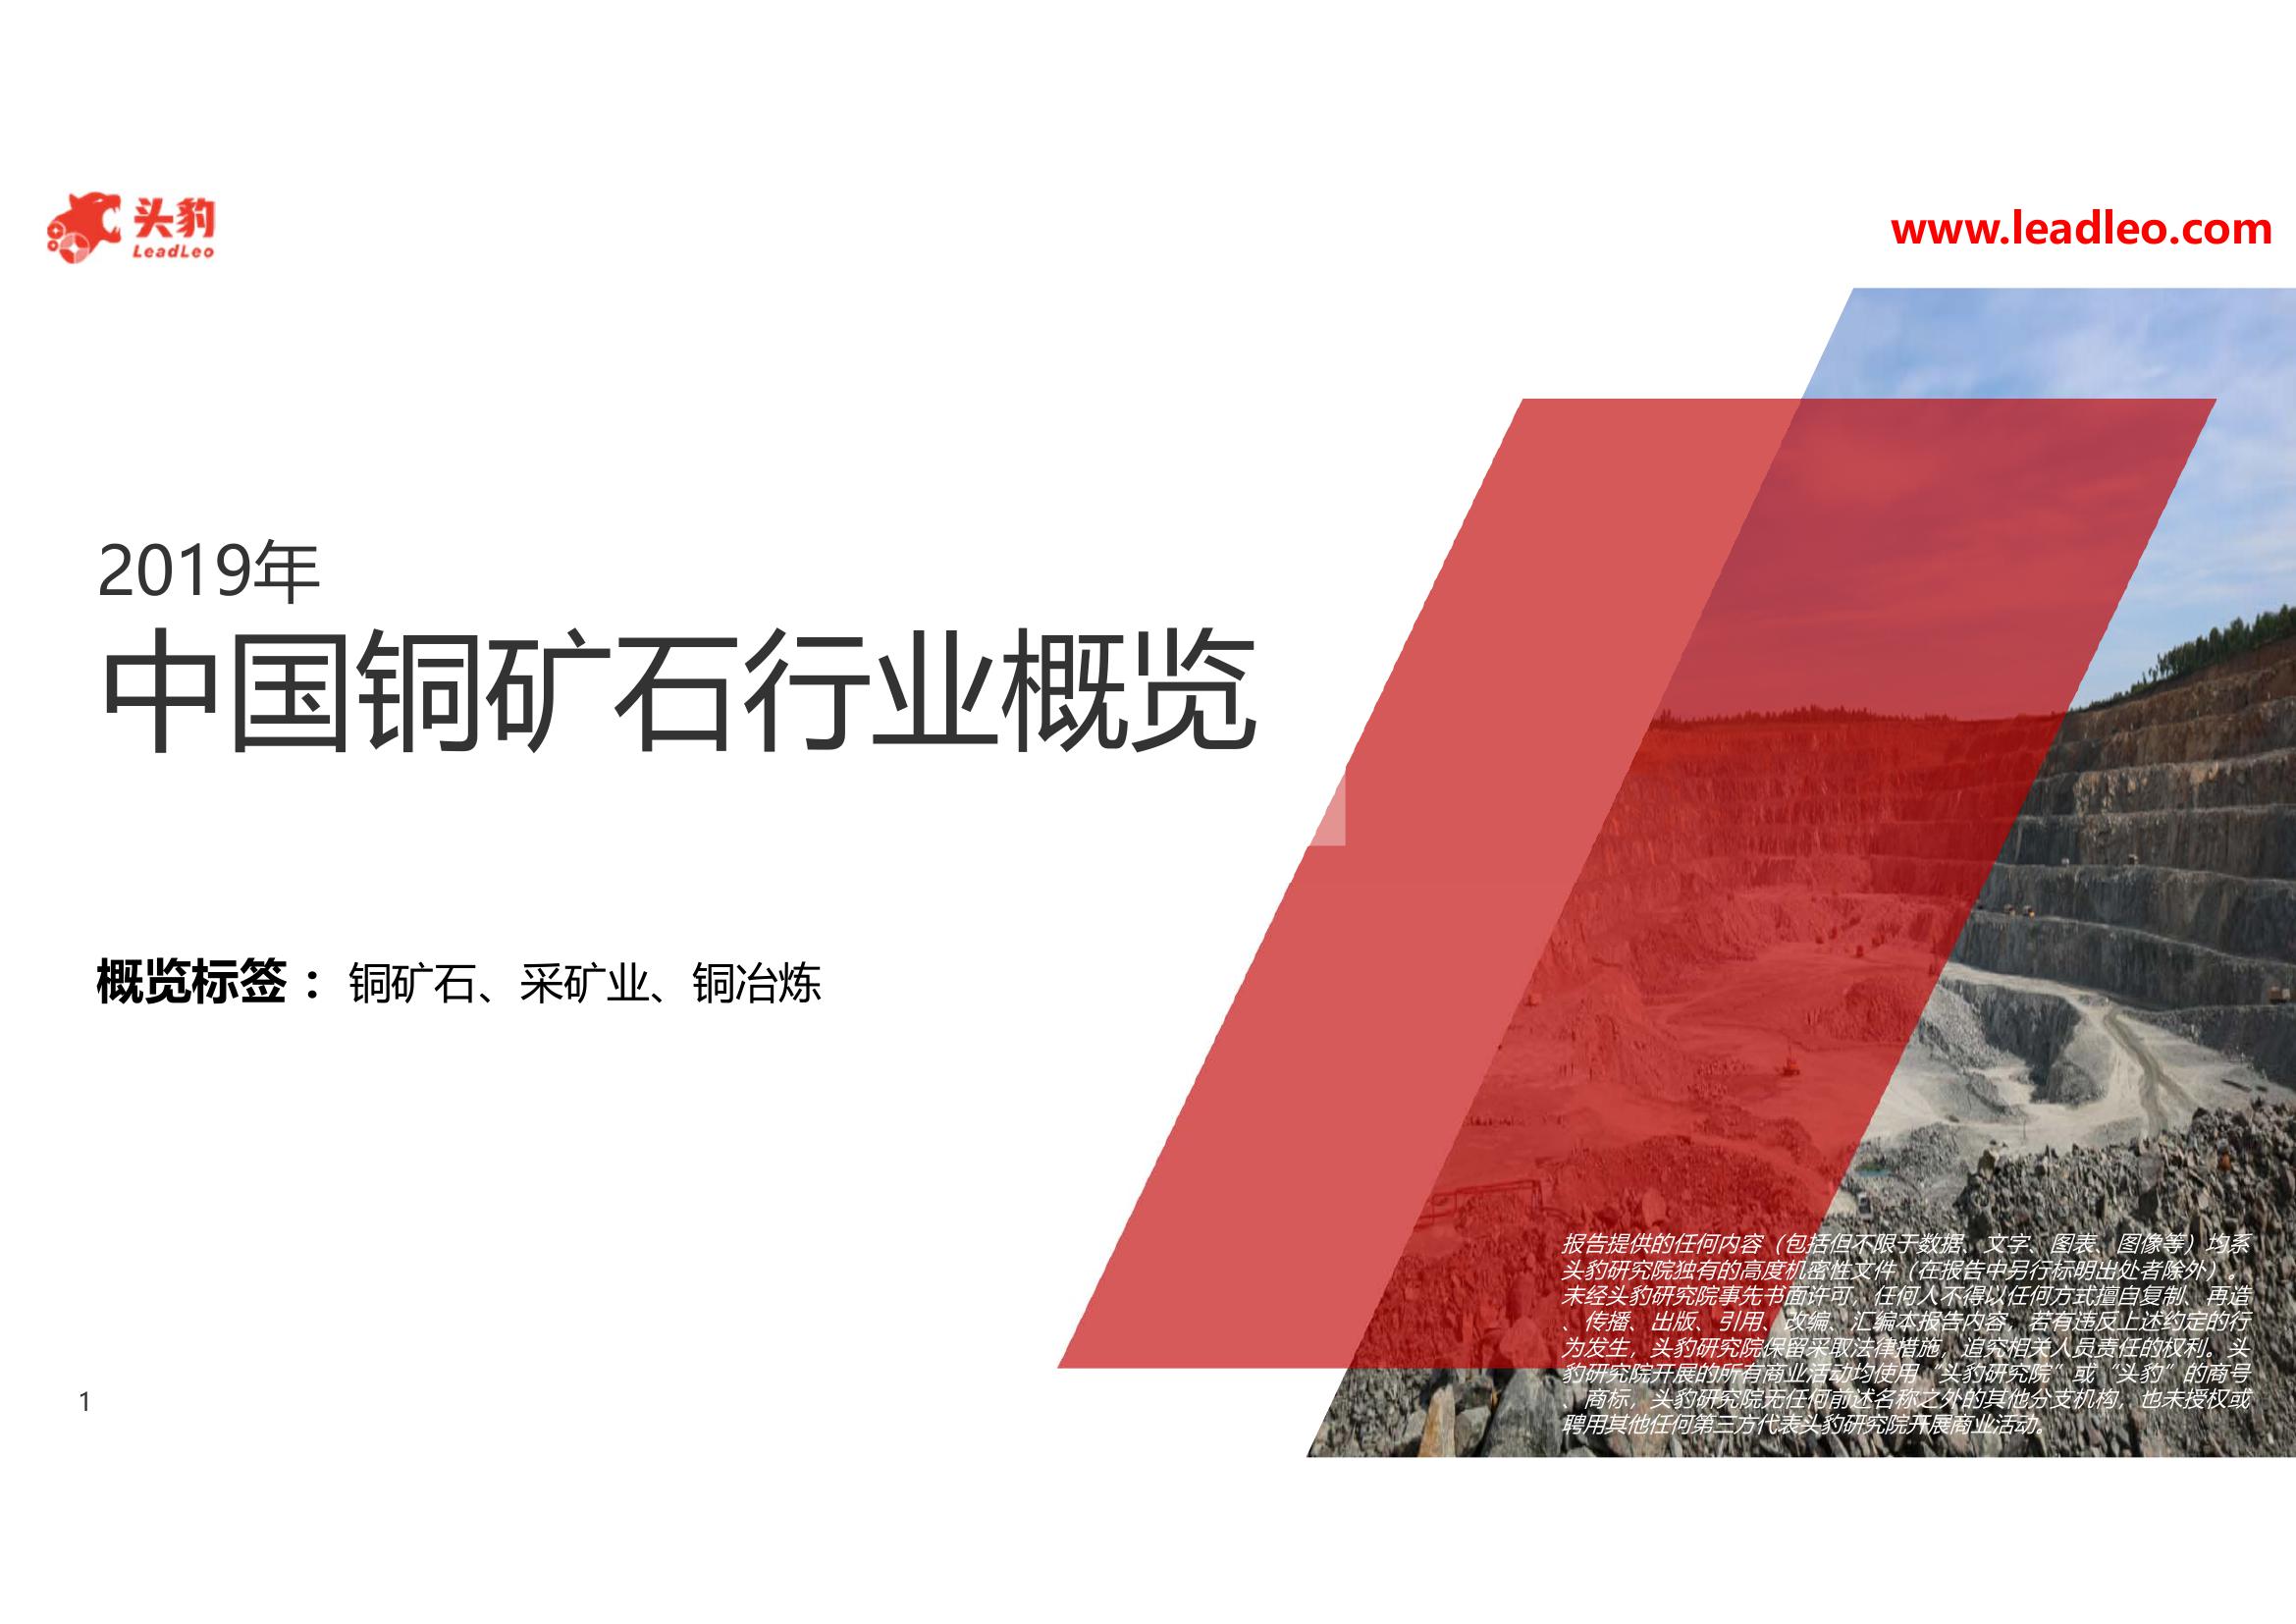 头豹
LeadLeo
www.leadleo.com
2019年
中国铜矿石行业概览
概览标签： 铜矿石、采矿业、铜冶炼
报告提供的任何内容（包括但不限于数据、文字、图表、图像等）均系
头豹研究院独有的高度机密性文件（在报告中另行标明出处者除外）。
未经头豹研究院事先书面许可，任何人不得以任何方式擅自复制、再造
、传播、出版、引用、改编、汇编本报告内容，若有违反上述约定的行
为发生，头豹研究院保留采取法律措施，追究相关人员责任的权利。头
豹研究院开展的所有商业活动均使用“头豹研究院”或“头豹”的商号
、商标，头豹研究院无任何前述名称之外的其他分支机构，也未授权或
聘用其他任何第三方代表头豹研究院开展商业活动。
1